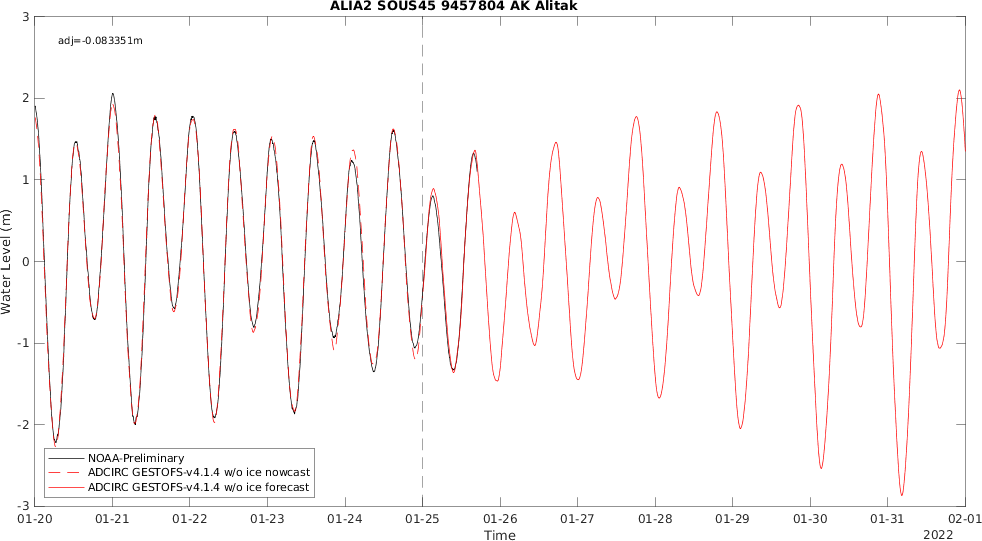 ALIA2 SOUS45 9457804 AK Alitak
adj=-0.083351m
3
2
1
0
-1
-2
-3
Water Level (m)
NOAA-Preliminary
ADCIRC GESTOFS-v4.1.4 w/o ice nowcast
ADCIRC GESTOFS-v4.1.4 w/o ice forecast
01-20 01-21 01-22 01-23 01-24 01-25 01-26 01-27 01-28 01-29 01-30 01-31 02-01
Time
2022